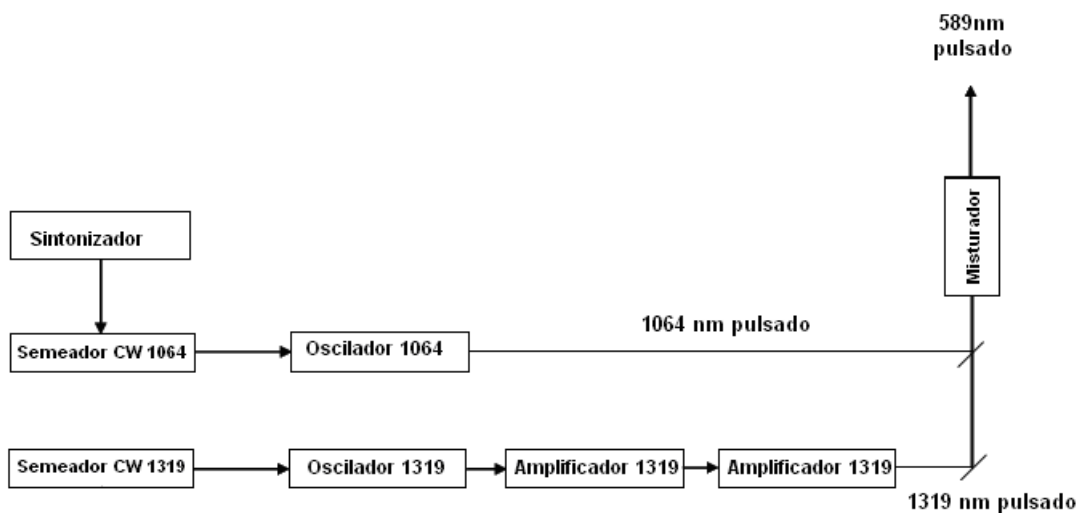 589nm
pulsado
Misturador
Sintonizador
1064 nm pulsado
Semeador CW 1064
Oscilador 1064
Semeador CW 1319
Oscilador 1319
Amplificador 1319
Amplificador 1319
1319 nm pulsado